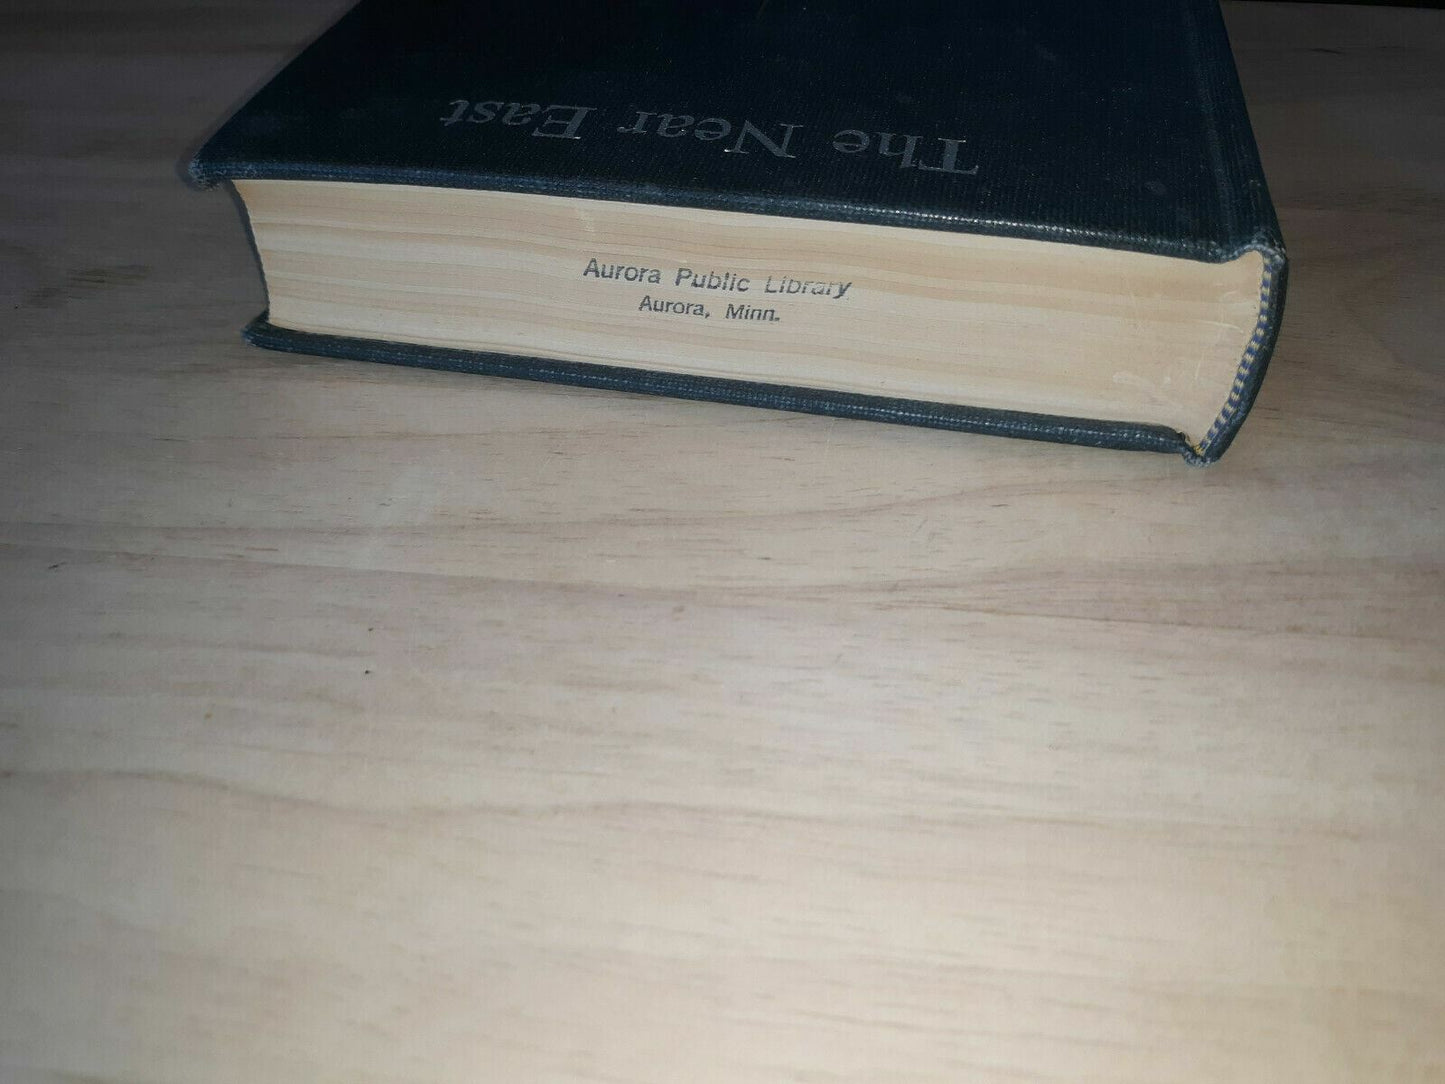 The Near East
Aurora Public Library
Aurora, Minn.